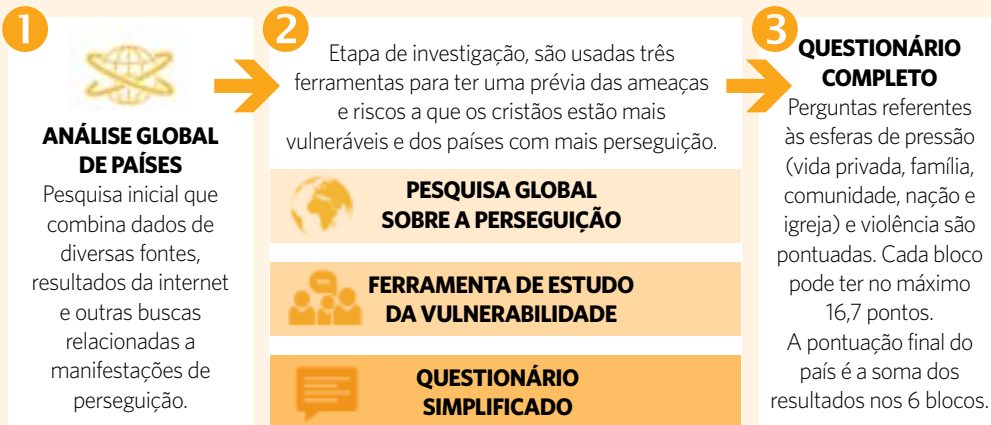 1
ANÁLISE GLOBAL
DE PAÍSES
Pesquisa inicial que
combina dados de
diversas fontes,
resultados da internet
e outras buscas
relacionadas a
manifestações de
perseguição.
2
Etapa de investigação, são usadas três
ferramentas para ter uma prévia das ameaças
e riscos a que os cristãos estão mais
vulneráveis e dos países com mais perseguição.
PESQUISA GLOBAL
SOBRE A PERSEGUIÇÃO
FERRAMENTA DE ESTUDO
DA VULNERABILIDADE
QUESTIONÁRIO
SIMPLIFICADO
3
QUESTIONÁRIO
COMPLETO
Perguntas referentes
às esferas de pressão
(vida privada, família,
comunidade, nação e
igreja) e violência são
pontuadas. Cada bloco
pode ter no máximo
16,7 pontos.
A pontuação final do
país é a soma dos
resultados nos 6 blocos.